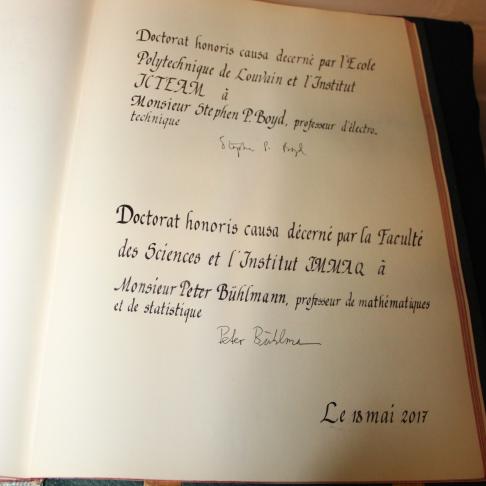 Doctorat honoris causa décerné par l'Ecole
Polytechnique de Louvain et l'Institut
ICTEAM à
Monsieur Stephen P. Boyd, professeur d'électro-
technique
Stephen P. Boyd
Doctorat honoris causa décerné par la Faculté
des Sciences et l'Institut IMMAQ à
Monsieur Peter Bühlmann, professeur de mathématiques
et de statistique
Peter Bühlmann
Le 18 mai 2017